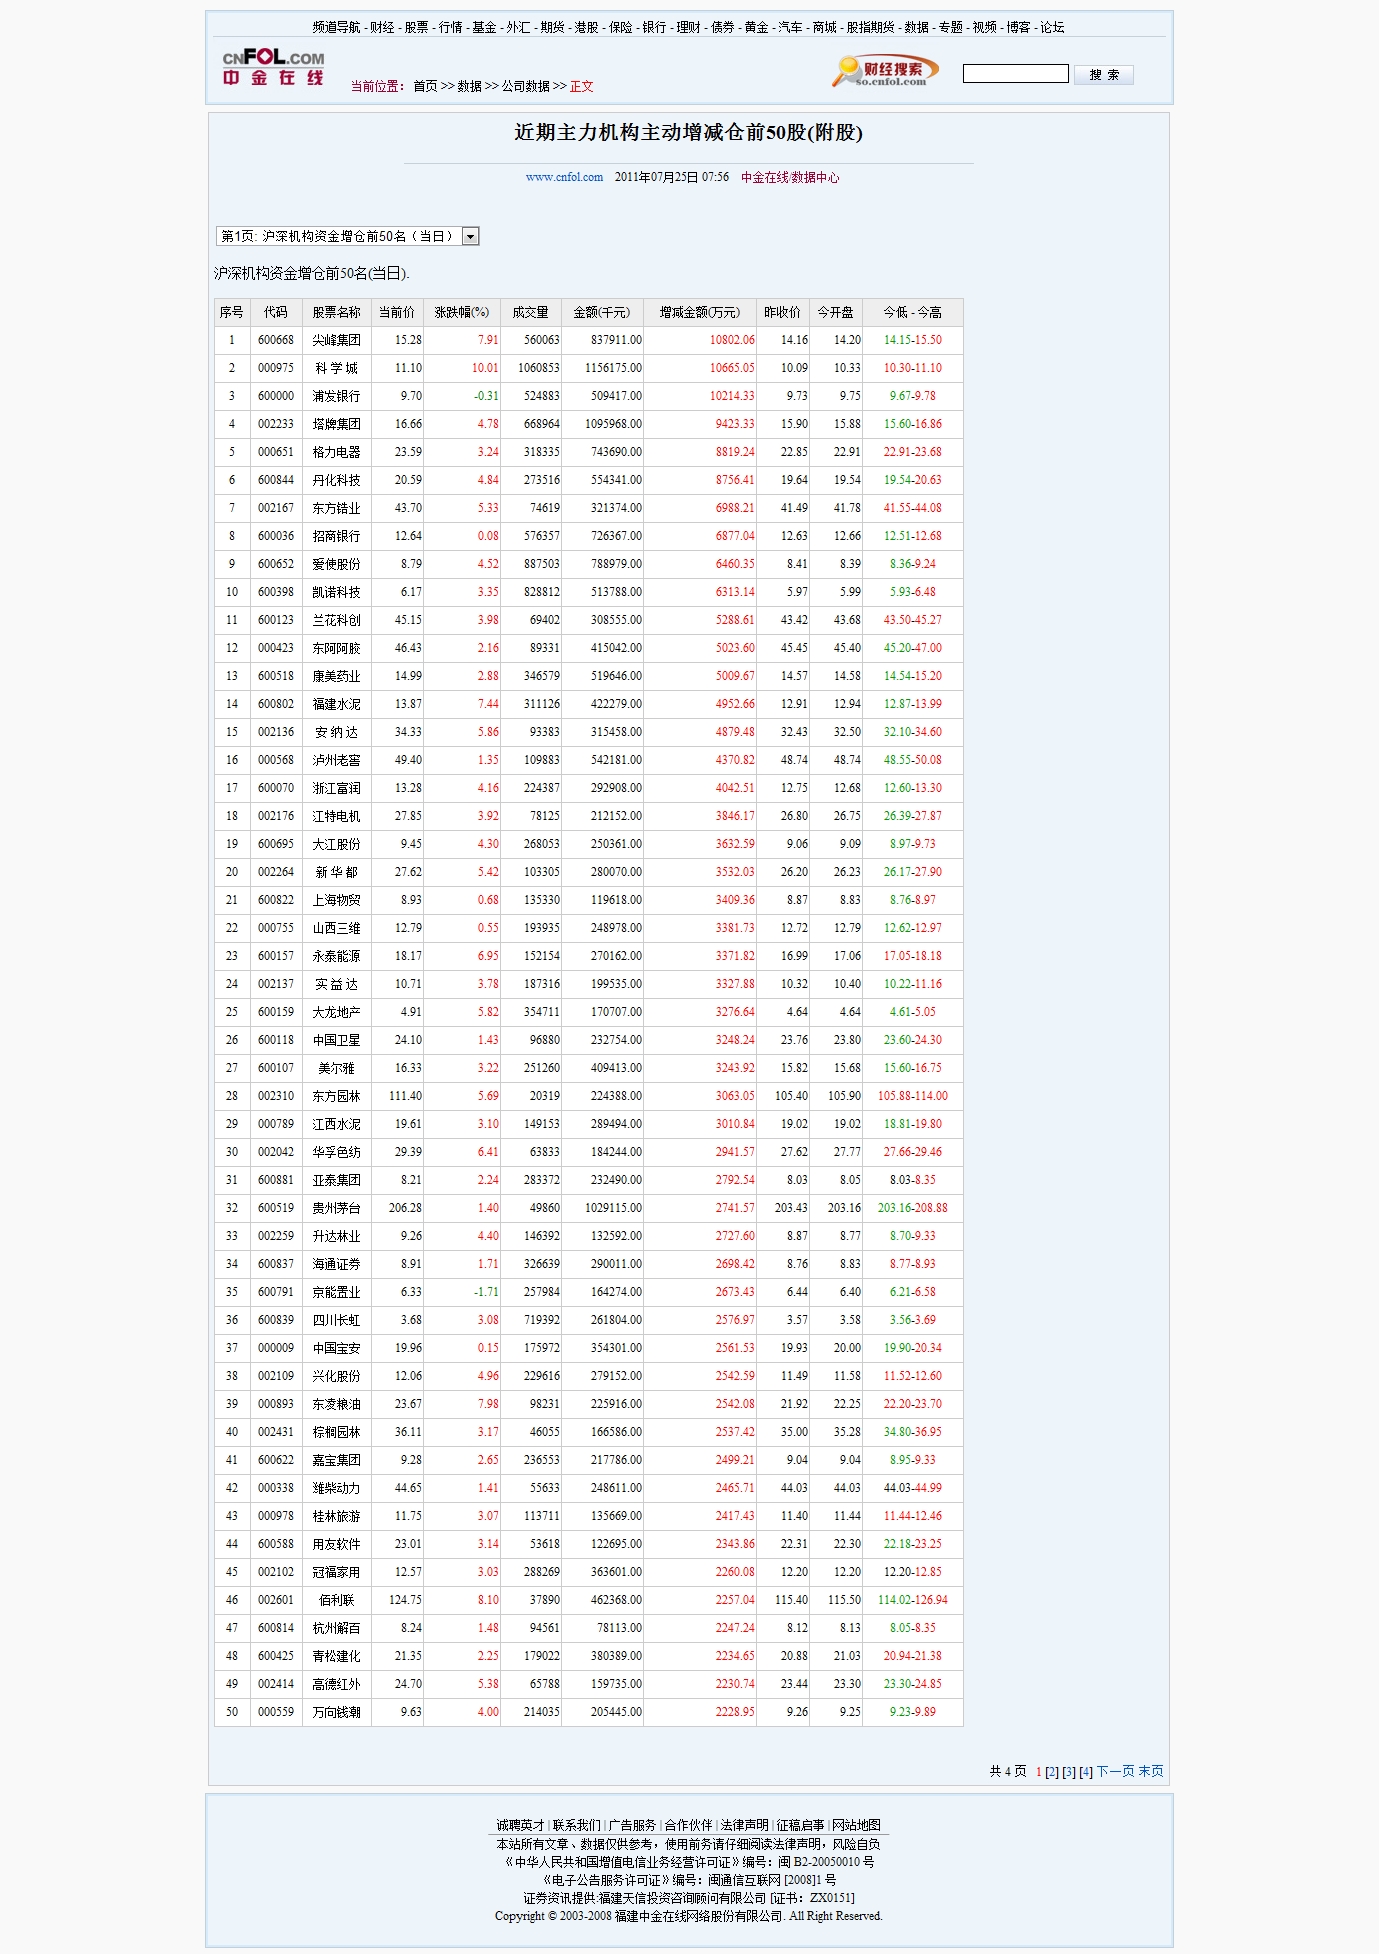 频道导航 - 财经 - 股票 - 行情 - 基金 - 外汇 - 期货 - 港股 - 保险 - 银行 - 理财 - 债券 - 黄金 - 汽车 - 商城 - 股指期货 - 数据 - 专题 - 视频 - 博客 - 论坛
CNFOL.COM
中金在线
当前位置： 首页 >> 数据 >> 公司数据 >> 正文
财经搜索
so.cnfol.com
搜 索
近期主力机构主动增减仓前50股(附股)
www.cnfol.com 2011年07月25日 07:56 中金在线/数据中心
第1页: 沪深机构资金增仓前50名（当日）
沪深机构资金增仓前50名(当日).
序号 代码 股票名称 当前价 涨跌幅(%) 成交量 金额(千元) 增减金额(万元) 昨收价 今开盘 今低 - 今高
1 600668 尖峰集团 15.28 7.91 560063 837911.00 10802.06 14.16 14.20 14.15-15.50
2 000975 科 学 城 11.10 10.01 1060853 1156175.00 10665.05 10.09 10.33 10.30-11.10
3 600000 浦发银行 9.70 -0.31 524883 509417.00 10214.33 9.73 9.75 9.67-9.78
4 002233 塔牌集团 16.66 4.78 668964 1095968.00 9423.33 15.90 15.88 15.60-16.86
5 000651 格力电器 23.59 3.24 318335 743690.00 8819.24 22.85 22.91 22.91-23.68
6 600844 丹化科技 20.59 4.84 273516 554341.00 8756.41 19.64 19.54 19.54-20.63
7 002167 东方锆业 43.70 5.33 74619 321374.00 6988.21 41.49 41.78 41.55-44.08
8 600036 招商银行 12.64 0.08 576357 726367.00 6877.04 12.63 12.66 12.51-12.68
9 600652 爱使股份 8.79 4.52 887503 788979.00 6460.35 8.41 8.39 8.36-9.24
10 600398 凯诺科技 6.17 3.35 828812 513788.00 6313.14 5.97 5.99 5.93-6.48
11 600123 兰花科创 45.15 3.98 69402 308555.00 5288.61 43.42 43.68 43.50-45.27
12 000423 东阿阿胶 46.43 2.16 89331 415042.00 5023.60 45.45 45.40 45.20-47.00
13 600518 康美药业 14.99 2.88 346579 519646.00 5009.67 14.57 14.58 14.54-15.20
14 600802 福建水泥 13.87 7.44 311126 422279.00 4952.66 12.91 12.94 12.87-13.99
15 002136 安 纳 达 34.33 5.86 93383 315458.00 4879.48 32.43 32.50 32.10-34.60
16 000568 泸州老窖 49.40 1.35 109883 542181.00 4370.82 48.74 48.74 48.55-50.08
17 600070 浙江富润 13.28 4.16 224387 292908.00 4042.51 12.75 12.68 12.60-13.30
18 002176 江特电机 27.85 3.92 78125 212152.00 3846.17 26.80 26.75 26.39-27.87
19 600695 大江股份 9.45 4.30 268053 250361.00 3632.59 9.06 9.09 8.97-9.73
20 002264 新 华 都 27.62 5.42 103305 280070.00 3532.03 26.20 26.23 26.17-27.90
21 600822 上海物贸 8.93 0.68 135330 119618.00 3409.36 8.87 8.83 8.76-8.97
22 000755 山西三维 12.79 0.55 193935 248978.00 3381.73 12.72 12.79 12.62-12.97
23 600157 永泰能源 18.17 6.95 152154 270162.00 3371.82 16.99 17.06 17.05-18.18
24 002137 实 益 达 10.71 3.78 187316 199535.00 3327.88 10.32 10.40 10.22-11.16
25 600159 大龙地产 4.91 5.82 354711 170707.00 3276.64 4.64 4.64 4.61-5.05
26 600118 中国卫星 24.10 1.43 96880 232754.00 3248.24 23.76 23.80 23.60-24.30
27 600107 美尔雅 16.33 3.22 251260 409413.00 3243.92 15.82 15.68 15.60-16.75
28 002310 东方园林 111.40 5.69 20319 224388.00 3063.05 105.40 105.90 105.88-114.00
29 000789 江西水泥 19.61 3.10 149153 289494.00 3010.84 19.02 19.02 18.81-19.80
30 002042 华孚色纺 29.39 6.41 63833 184244.00 2941.57 27.62 27.77 27.66-29.46
31 600881 亚泰集团 8.21 2.24 283372 232490.00 2792.54 8.03 8.05 8.03-8.35
32 600519 贵州茅台 206.28 1.40 49860 1029115.00 2741.57 203.43 203.16 203.16-208.88
33 002259 升达林业 9.26 4.40 146392 132592.00 2727.60 8.87 8.77 8.70-9.33
34 600837 海通证券 8.91 1.71 326639 290011.00 2698.42 8.76 8.83 8.77-8.93
35 600791 京能置业 6.33 -1.71 257984 164274.00 2673.43 6.44 6.40 6.21-6.58
36 600839 四川长虹 3.68 3.08 719392 261804.00 2576.97 3.57 3.58 3.56-3.69
37 000009 中国宝安 19.96 0.15 175972 354301.00 2561.53 19.93 20.00 19.90-20.34
38 002109 兴化股份 12.06 4.96 229616 279152.00 2542.59 11.49 11.58 11.52-12.60
39 000893 东凌粮油 23.67 7.98 98231 225916.00 2542.08 21.92 22.25 22.20-23.70
40 002431 棕榈园林 36.11 3.17 46055 166586.00 2537.42 35.00 35.28 34.80-36.95
41 600622 嘉宝集团 9.28 2.65 236553 217786.00 2499.21 9.04 9.04 8.95-9.33
42 000338 潍柴动力 44.65 1.41 55633 248611.00 2465.71 44.03 44.03 44.03-44.99
43 000978 桂林旅游 11.75 3.07 113711 135669.00 2417.43 11.40 11.44 11.44-12.46
44 600588 用友软件 23.01 3.14 53618 122695.00 2343.86 22.31 22.30 22.18-23.25
45 002102 冠福家用 12.57 3.03 288269 363601.00 2260.08 12.20 12.20 12.20-12.85
46 002601 佰利联 124.75 8.10 37890 462368.00 2257.04 115.40 115.50 114.02-126.94
47 600814 杭州解百 8.24 1.48 94561 78113.00 2247.24 8.12 8.13 8.05-8.35
48 600425 青松建化 21.35 2.25 179022 380389.00 2234.65 20.88 21.03 20.94-21.38
49 002414 高德红外 24.70 5.38 65788 159735.00 2230.74 23.44 23.30 23.30-24.85
50 000559 万向钱潮 9.63 4.00 214035 205445.00 2228.95 9.26 9.25 9.23-9.89
共 4 页 1 [2] [3] [4] 下一页 末页
诚聘英才 | 联系我们 | 广告服务 | 合作伙伴 | 法律声明 | 征稿启事 | 网站地图
本站所有文章、数据仅供参考，使用前务请仔细阅读法律声明，风险自负
《中华人民共和国增值电信业务经营许可证》编号：闽 B2-20050010 号
《电子公告服务许可证》编号：闽通信互联网 [2008]1 号
证券资讯提供:福建天信投资咨询顾问有限公司 [证书：ZX0151]
Copyright © 2003-2008 福建中金在线网络股份有限公司. All Right Reserved.